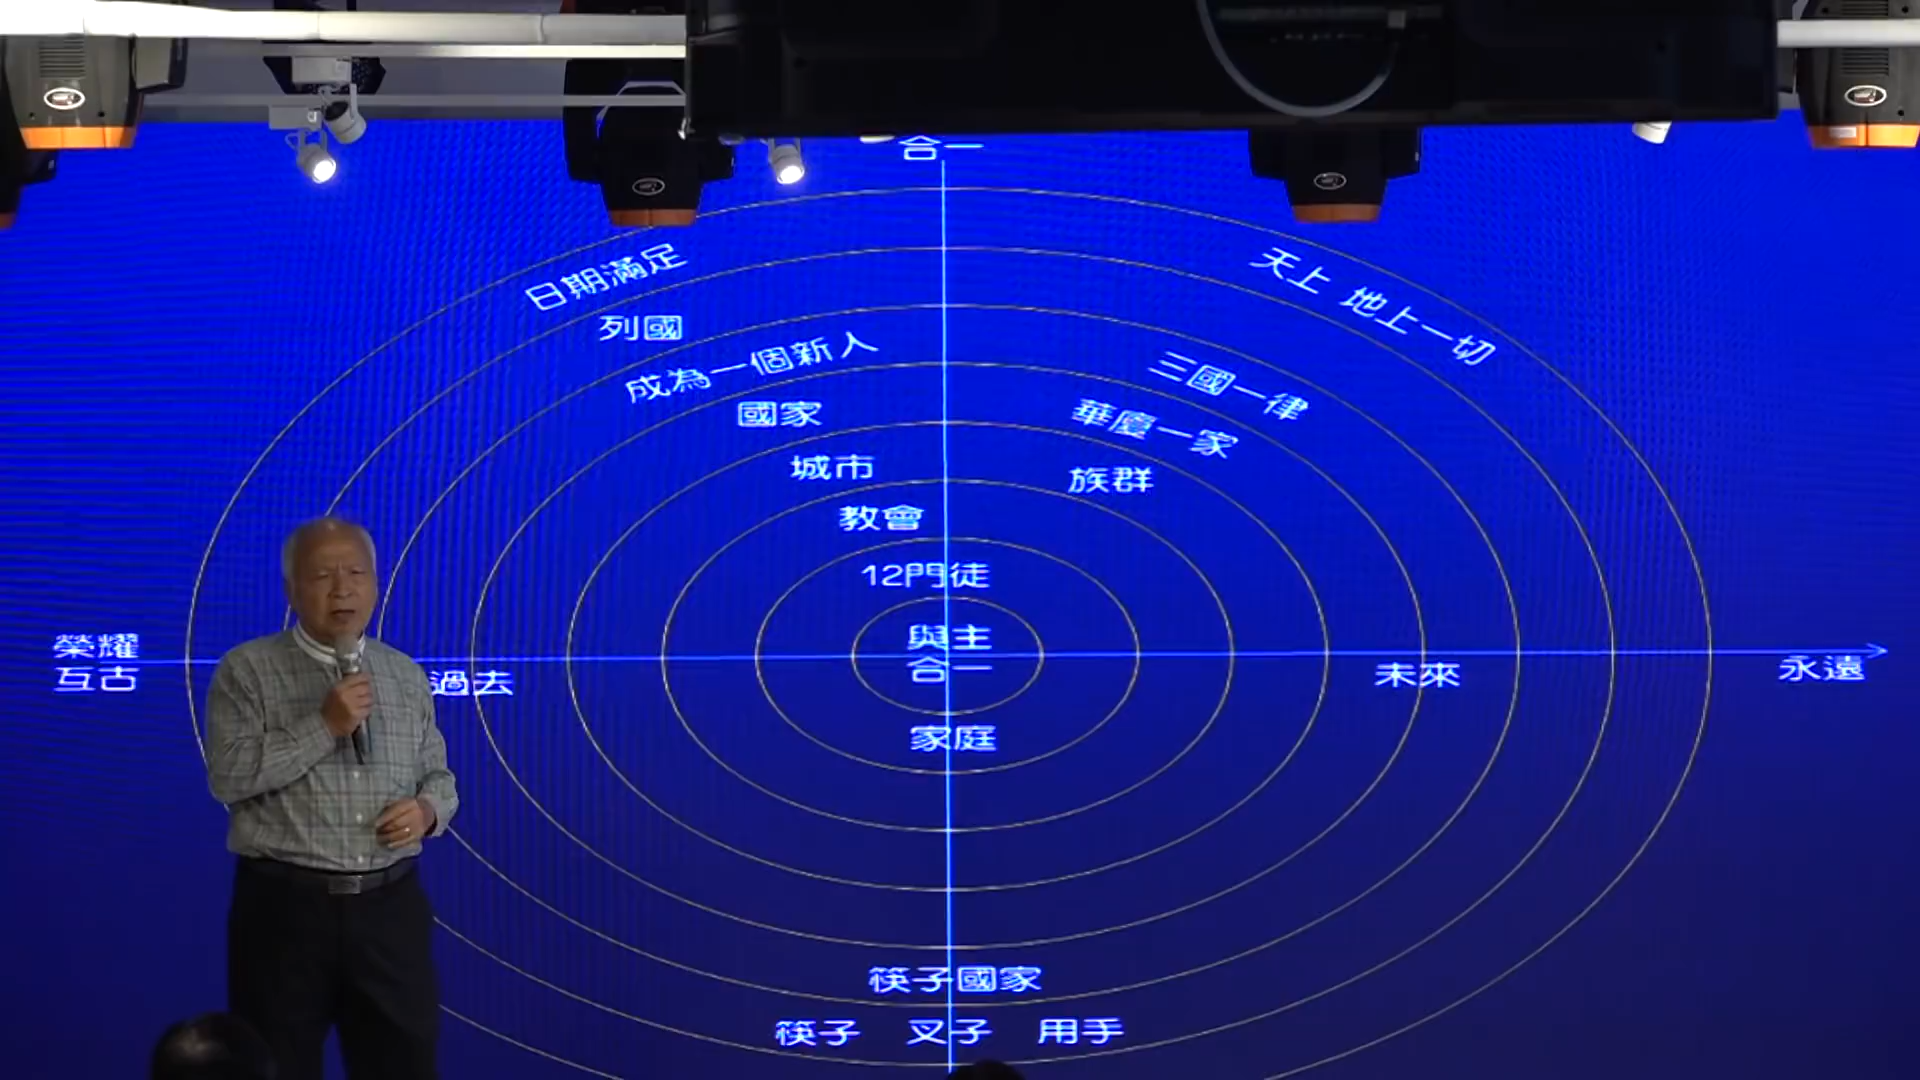 合一
日期滿足
天上 地上一切
列國
成為一個新人
三國一律
國家
華慶一家
城市
族群
教會
12門徒
與主
合一
榮耀
互古
過去
未來
永遠
家庭
筷子國家
筷子 叉子 用手